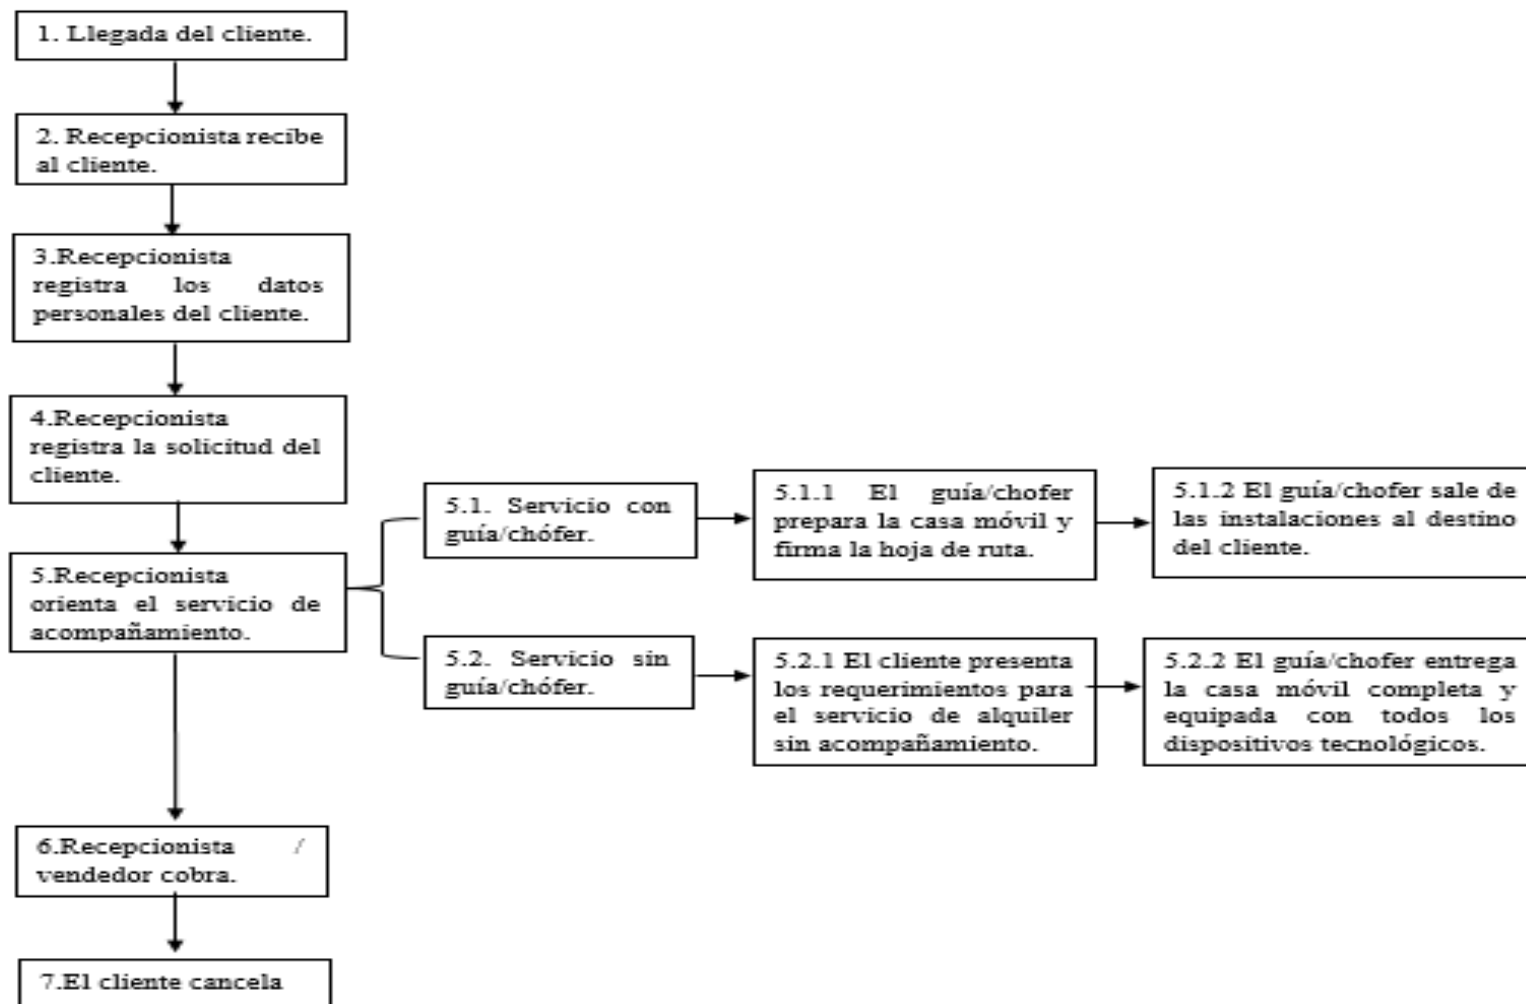 1. Llegada del cliente.
2. Recepcionista recibe
al cliente.
3.Recepcionista
registra los datos
personales del cliente.
4.Recepcionista
registra la solicitud del
cliente.
5.Recepcionista
orienta el servicio de
acompañamiento.
5.1. Servicio con
guía/chófer.
5.1.1 El guía/chofer
prepara la casa móvil y
firma la hoja de ruta.
5.1.2 El guía/chofer sale de
las instalaciones al destino
del cliente.
5.2. Servicio sin
guía/chófer.
5.2.1 El cliente presenta
los requerimientos para
el servicio de alquiler
sin acompañamiento.
5.2.2 El guía/chofer entrega
la casa móvil completa y
equipada con todos los
dispositivos tecnológicos.
6.Recepcionista /
vendedor cobra.
7.El cliente cancela